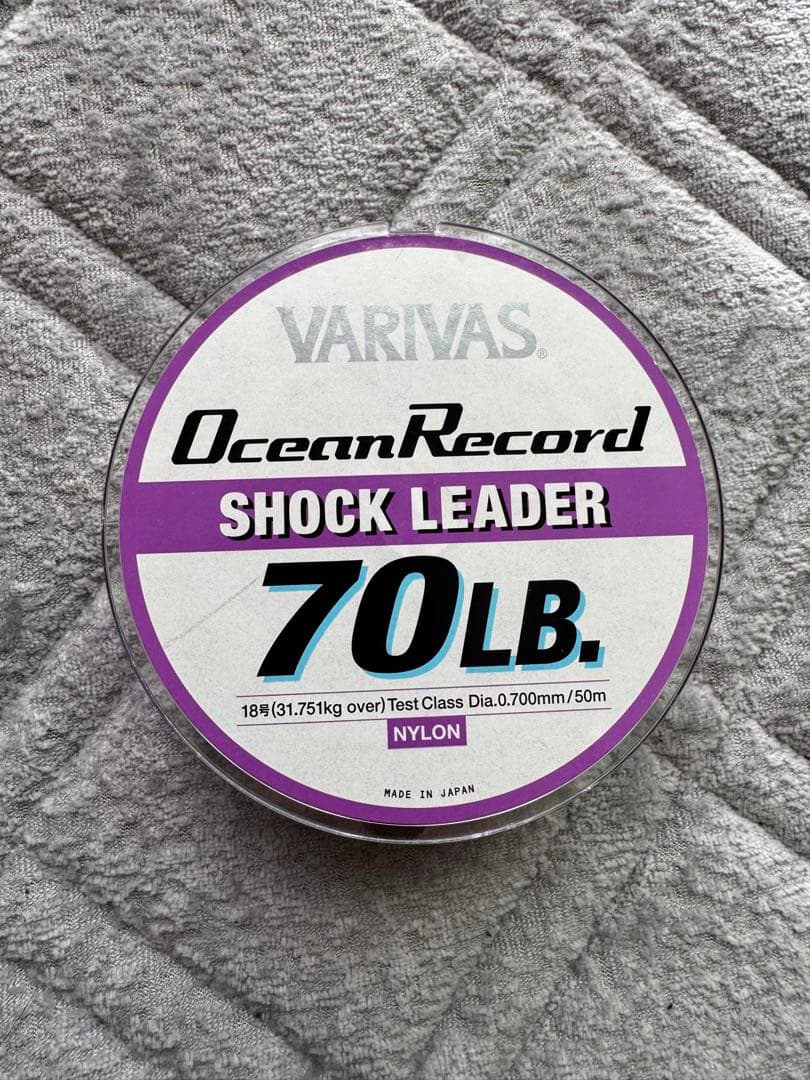 VARIVAS®
OceanRecord
SHOCK LEADER
70LB.
18号(31.751kg over) Test Class Dia.0.700mm/50m
NYLON
MADE IN JAPAN